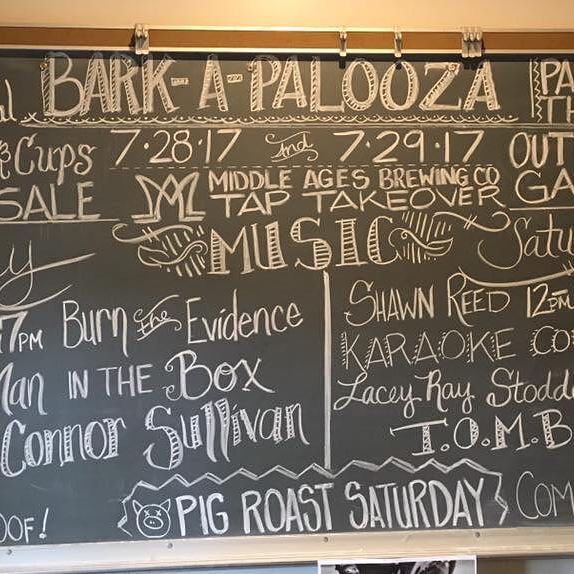 BARK-A-PALOOZA
PA
TH
& Cups
SALE
7·28·17 And 7·29·17
MIDDLE AGES BREWING CO
TAP TAKEOVER
OUT
GA
MUSIC
Satu
7PM Burn the Evidence
Man IN THE Box
Connor Sullivan
SHAWN REED 12PM
KARAOKE CO
Lacey Ray Stodd
T.O.M.B
OOF!
PIG ROAST SATURDAY
COM